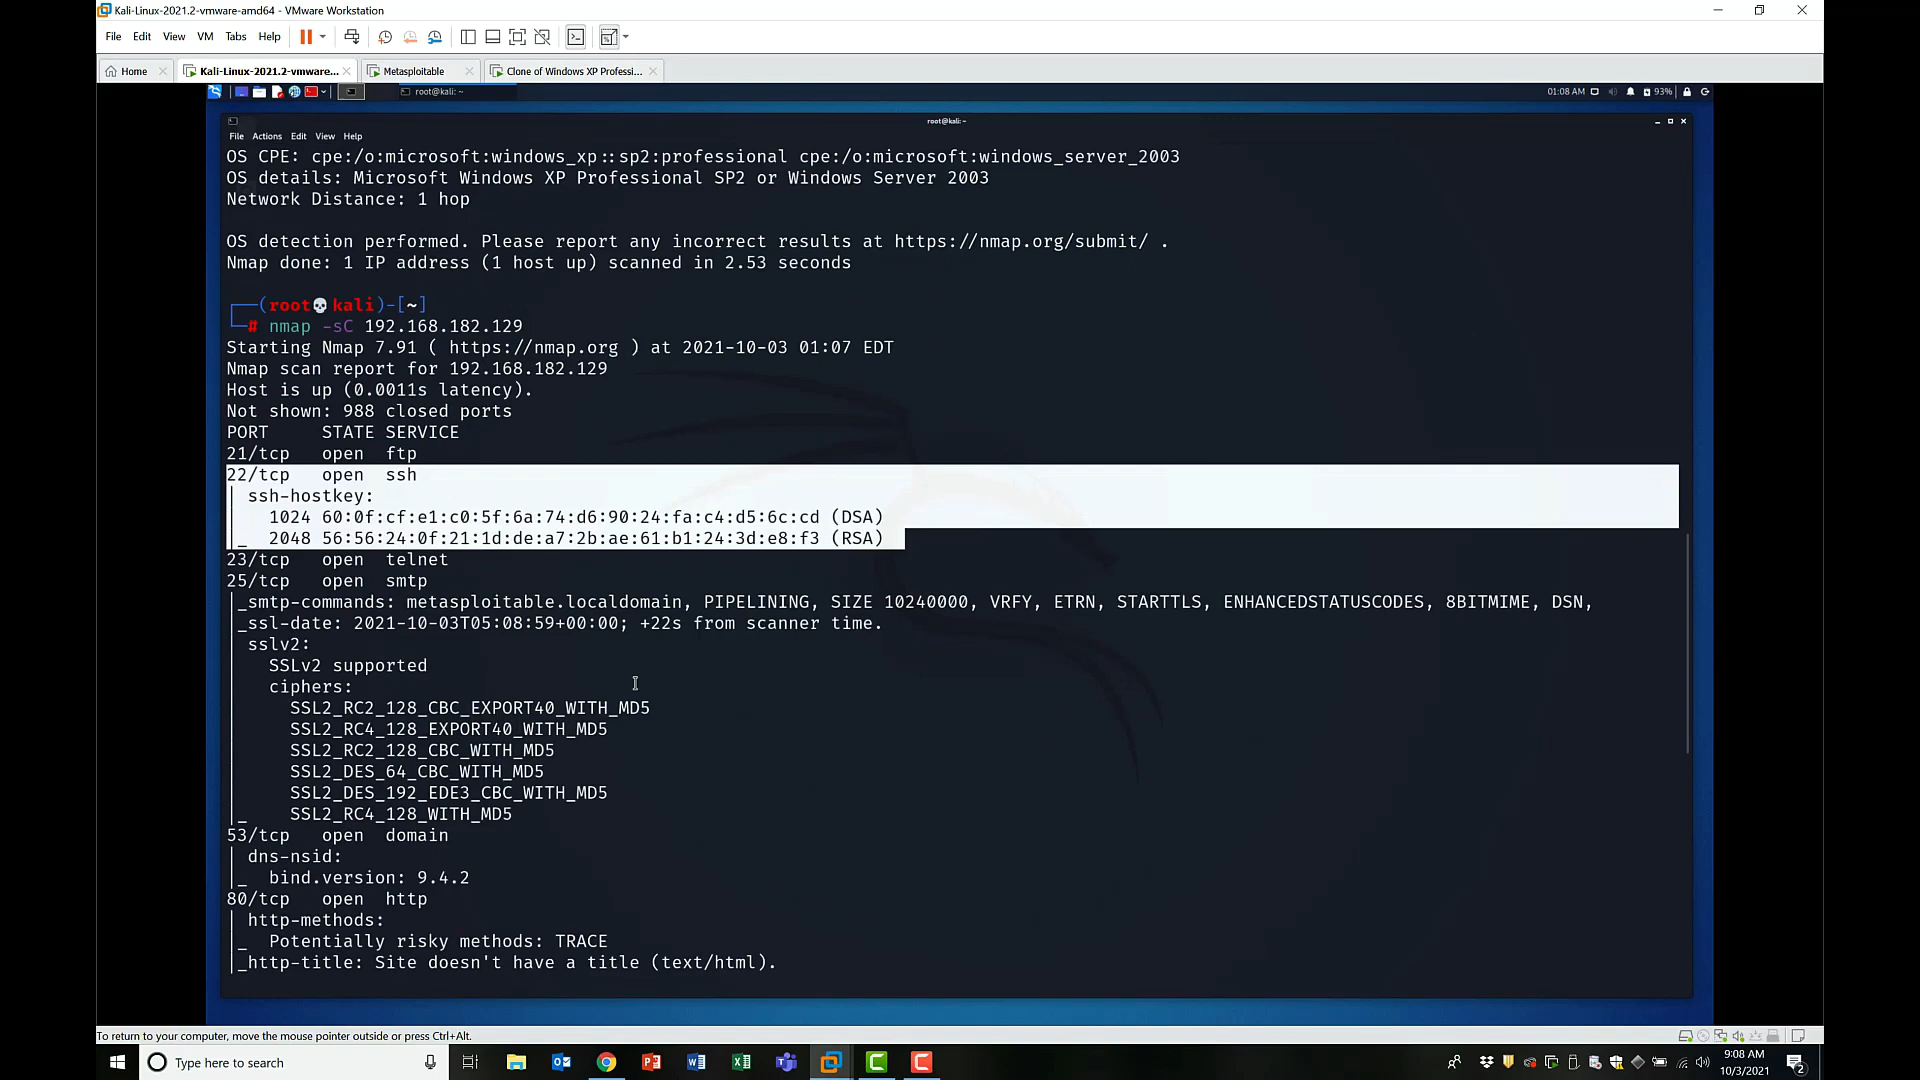 Kali-Linux-2021.2-vmware-amd64 - VMware Workstation
File Edit View VM Tabs Help
Home Kali-Linux-2021.2-vmware... Metasploitable Clone of Windows XP Professi...
root@kali: ~ 01:08 AM 93%
root@kali: ~
File Actions Edit View Help
OS CPE: cpe:/o:microsoft:windows_xp::sp2:professional cpe:/o:microsoft:windows_server_2003
OS details: Microsoft Windows XP Professional SP2 or Windows Server 2003
Network Distance: 1 hop
OS detection performed. Please report any incorrect results at https://nmap.org/submit/ .
Nmap done: 1 IP address (1 host up) scanned in 2.53 seconds
┌──(root💀kali)-[~]
└─# nmap -sC 192.168.182.129
Starting Nmap 7.91 ( https://nmap.org ) at 2021-10-03 01:07 EDT
Nmap scan report for 192.168.182.129
Host is up (0.0011s latency).
Not shown: 988 closed ports
PORT STATE SERVICE
21/tcp open ftp
22/tcp open ssh
| ssh-hostkey:
| 1024 60:0f:cf:e1:c0:5f:6a:74:d6:90:24:fa:c4:d5:6c:cd (DSA)
|_ 2048 56:56:24:0f:21:1d:de:a7:2b:ae:61:b1:24:3d:e8:f3 (RSA)
23/tcp open telnet
25/tcp open smtp
|_smtp-commands: metasploitable.localdomain, PIPELINING, SIZE 10240000, VRFY, ETRN, STARTTLS, ENHANCEDSTATUSCODES, 8BITMIME, DSN,
|_ssl-date: 2021-10-03T05:08:59+00:00; +22s from scanner time.
| sslv2:
| SSLv2 supported
| ciphers:
| SSL2_RC2_128_CBC_EXPORT40_WITH_MD5
| SSL2_RC4_128_EXPORT40_WITH_MD5
| SSL2_RC2_128_CBC_WITH_MD5
| SSL2_DES_64_CBC_WITH_MD5
| SSL2_DES_192_EDE3_CBC_WITH_MD5
|_ SSL2_RC4_128_WITH_MD5
53/tcp open domain
| dns-nsid:
|_ bind.version: 9.4.2
80/tcp open http
| http-methods:
|_ Potentially risky methods: TRACE
|_http-title: Site doesn't have a title (text/html).
To return to your computer, move the mouse pointer outside or press Ctrl+Alt.
Type here to search
9:08 AM
10/3/2021
2